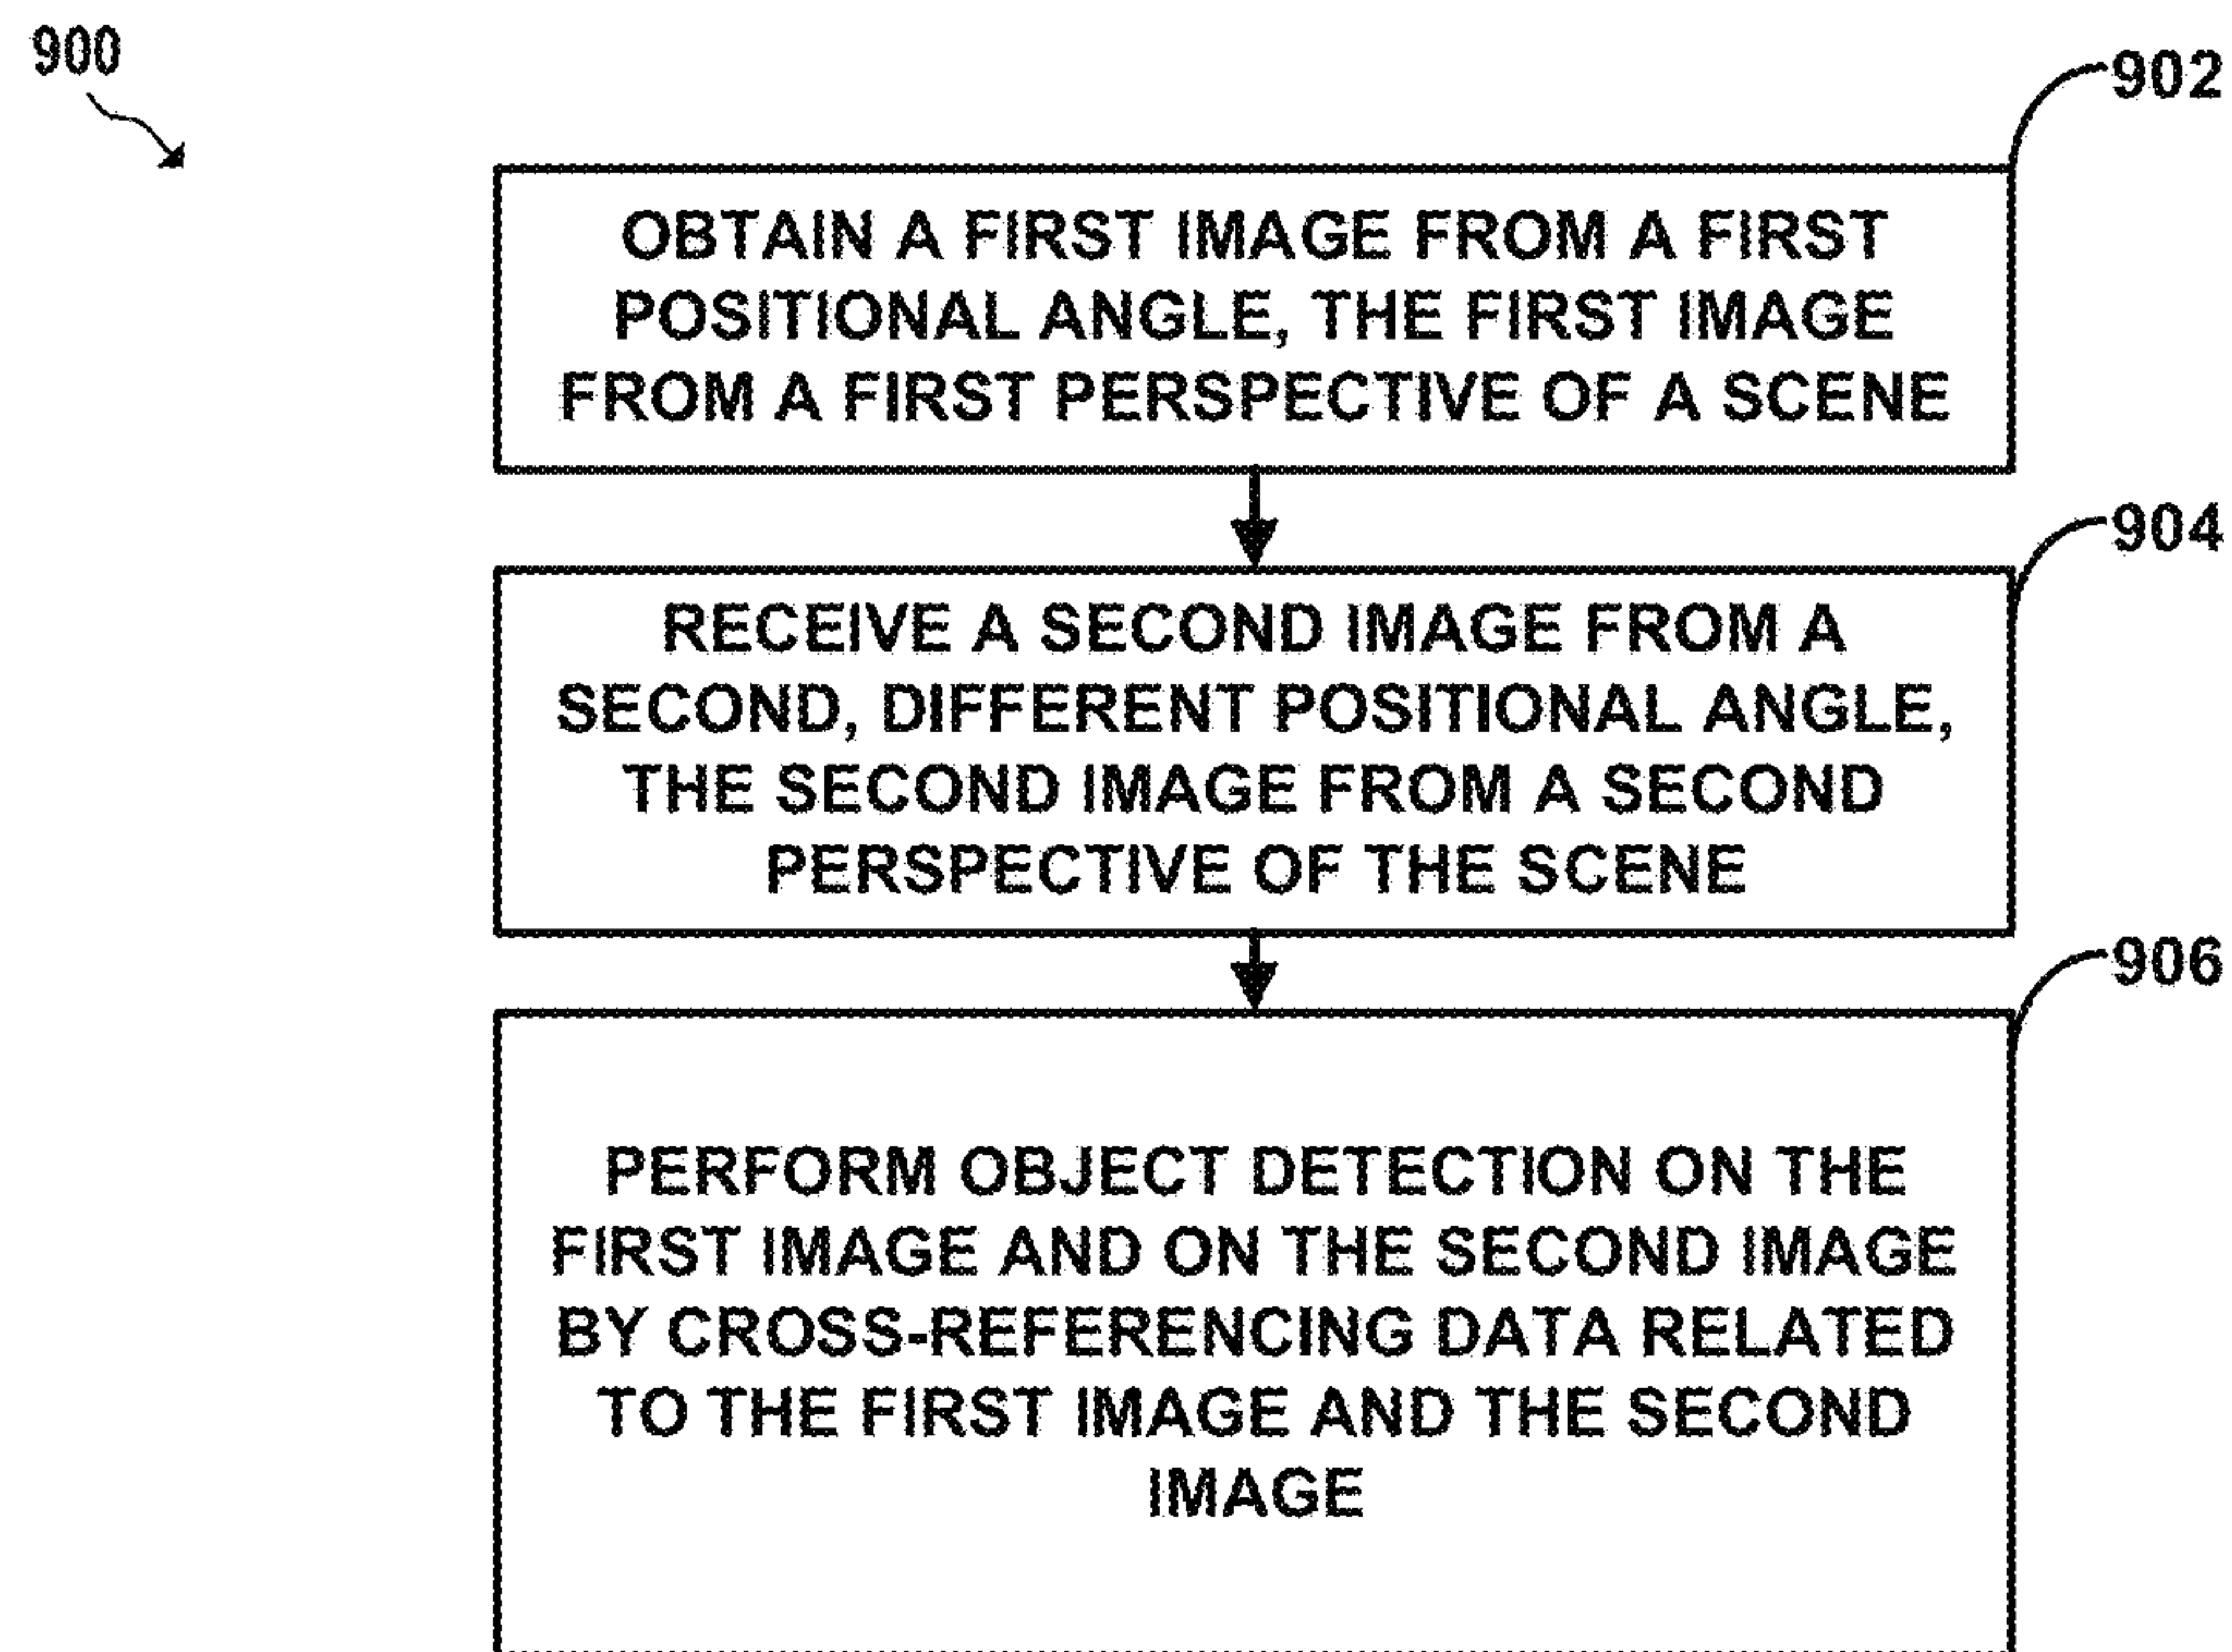 900
902
OBTAIN A FIRST IMAGE FROM A FIRST
POSITIONAL ANGLE, THE FIRST IMAGE
FROM A FIRST PERSPECTIVE OF A SCENE
904
RECEIVE A SECOND IMAGE FROM A
SECOND, DIFFERENT POSITIONAL ANGLE,
THE SECOND IMAGE FROM A SECOND
PERSPECTIVE OF THE SCENE
906
PERFORM OBJECT DETECTION ON THE
FIRST IMAGE AND ON THE SECOND IMAGE
BY CROSS-REFERENCING DATA RELATED
TO THE FIRST IMAGE AND THE SECOND
IMAGE